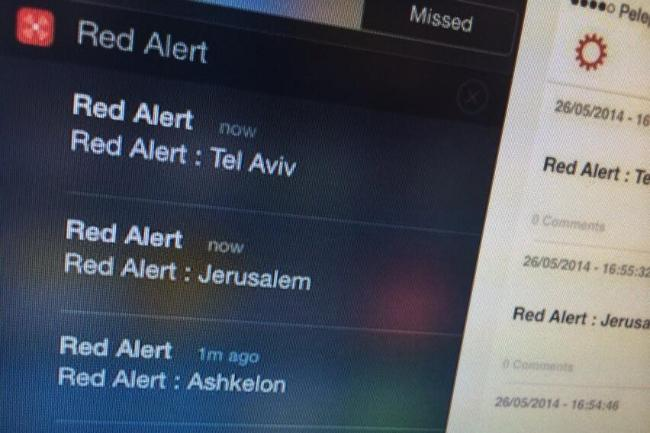 Missed
Red Alert
Red Alert now
Red Alert : Tel Aviv
Red Alert now
Red Alert : Jerusalem
Red Alert 1m ago
Red Alert : Ashkelon
Pele
26/05/2014 - 16
Red Alert : Te
0 Comments
26/05/2014 - 16:55:32
Red Alert : Jerusa
0 Comments
26/05/2014 - 16:54:46